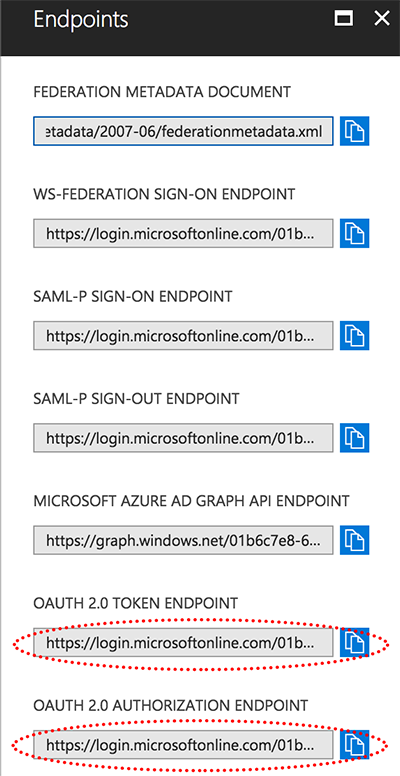 Endpoints
FEDERATION METADATA DOCUMENT
etadata/2007-06/federationmetadata.xml
WS-FEDERATION SIGN-ON ENDPOINT
https://login.microsoftonline.com/01b...
SAML-P SIGN-ON ENDPOINT
https://login.microsoftonline.com/01b...
SAML-P SIGN-OUT ENDPOINT
https://login.microsoftonline.com/01b...
MICROSOFT AZURE AD GRAPH API ENDPOINT
https://graph.windows.net/01b6c7e8-6...
OAUTH 2.0 TOKEN ENDPOINT
https://login.microsoftonline.com/01b...
OAUTH 2.0 AUTHORIZATION ENDPOINT
https://login.microsoftonline.com/01b...